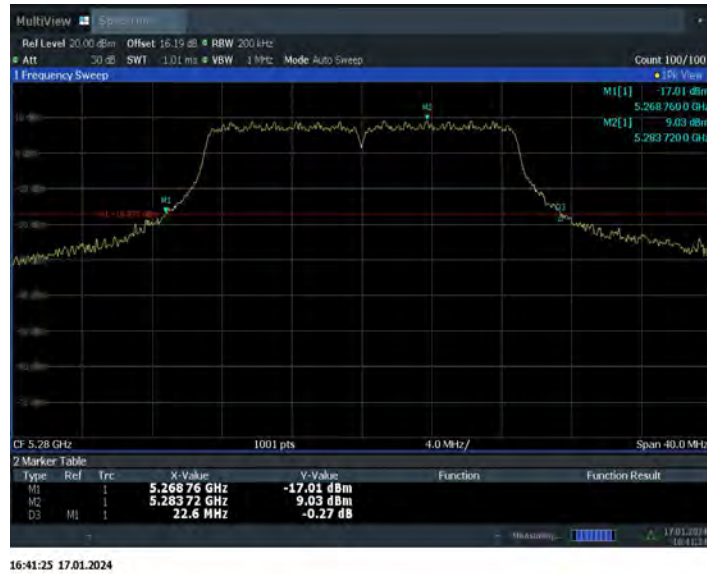 MultiView Spectrum
Ref Level 20.00 dBm Offset 16.19 dB RBW 200 kHz
Att 30 dB SWT 1.01 ms VBW 1 MHz Mode Auto Sweep Count 100/100
1 Frequency Sweep 1Pk View
M1[1] -17.01 dBm
5.268 760 0 GHz
M2[1] 9.03 dBm
5.283 720 0 GHz
M2
M1
D3
CF 5.28 GHz 1001 pts 4.0 MHz/ Span 40.0 MHz
2 Marker Table
Type Ref Trc X-Value Y-Value Function Function Result
M1 1 5.268 76 GHz -17.01 dBm
M2 1 5.283 72 GHz 9.03 dBm
D3 M1 1 22.6 MHz -0.27 dB
Measuring... 17.01.2024
16:41:24
16:41:25 17.01.2024